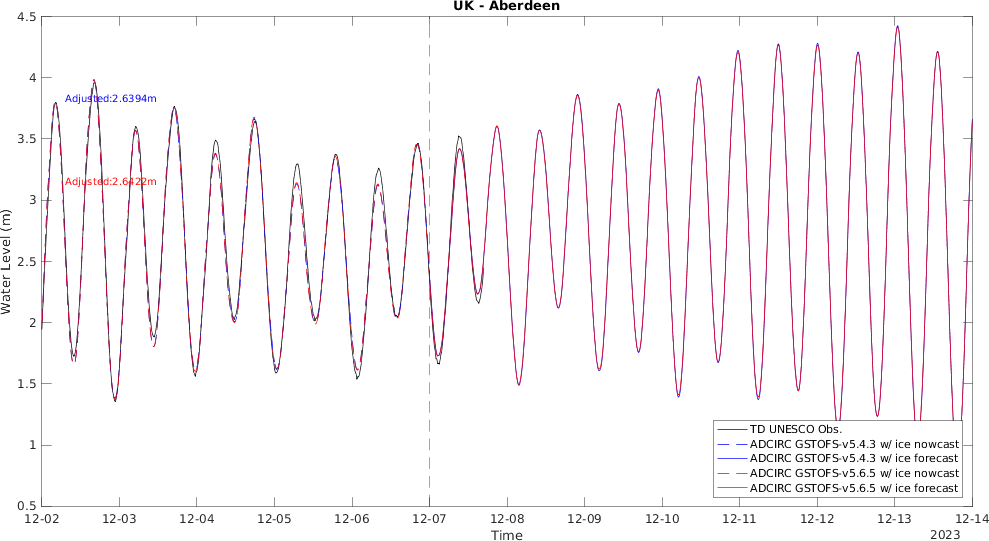 UK - Aberdeen
4.5
4
3.5
3
2.5
2
1.5
1
0.5
Water Level (m)
Adjusted:2.6394m
Adjusted:2.6422m
TD UNESCO Obs.
ADCIRC GSTOFS-v5.4.3 w/ ice nowcast
ADCIRC GSTOFS-v5.4.3 w/ ice forecast
ADCIRC GSTOFS-v5.6.5 w/ ice nowcast
ADCIRC GSTOFS-v5.6.5 w/ ice forecast
12-02 12-03 12-04 12-05 12-06 12-07 12-08 12-09 12-10 12-11 12-12 12-13 12-14
Time
2023